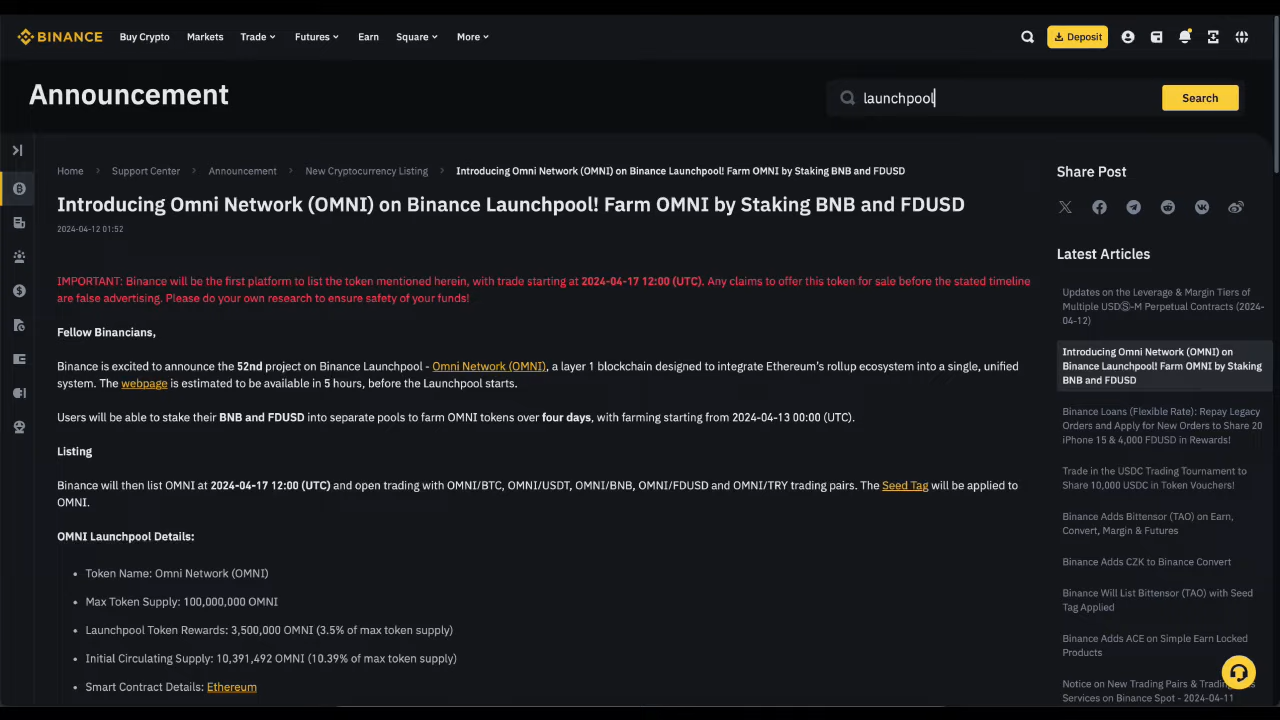 BINANCE
Buy Crypto
Markets
Trade
Futures
Earn
Square
More
Deposit
Announcement
launchpool
Search
Home > Support Center > Announcement > New Cryptocurrency Listing > Introducing Omni Network (OMNI) on Binance Launchpool! Farm OMNI by Staking BNB and FDUSD
Introducing Omni Network (OMNI) on Binance Launchpool! Farm OMNI by Staking BNB and FDUSD
2024-04-12 01:52
IMPORTANT: Binance will be the first platform to list the token mentioned herein, with trade starting at 2024-04-17 12:00 (UTC). Any claims to offer this token for sale before the stated timeline
are false advertising. Please do your own research to ensure safety of your funds!
Fellow Binancians,
Binance is excited to announce the 52nd project on Binance Launchpool - Omni Network (OMNI), a layer 1 blockchain designed to integrate Ethereum's rollup ecosystem into a single, unified
system. The webpage is estimated to be available in 5 hours, before the Launchpool starts.
Users will be able to stake their BNB and FDUSD into separate pools to farm OMNI tokens over four days, with farming starting from 2024-04-13 00:00 (UTC).
Listing
Binance will then list OMNI at 2024-04-17 12:00 (UTC) and open trading with OMNI/BTC, OMNI/USDT, OMNI/BNB, OMNI/FDUSD and OMNI/TRY trading pairs. The Seed Tag will be applied to
OMNI.
OMNI Launchpool Details:
• Token Name: Omni Network (OMNI)
• Max Token Supply: 100,000,000 OMNI
• Launchpool Token Rewards: 3,500,000 OMNI (3.5% of max token supply)
• Initial Circulating Supply: 10,391,492 OMNI (10.39% of max token supply)
• Smart Contract Details: Ethereum
Share Post
Latest Articles
Updates on the Leverage & Margin Tiers of
Multiple USDⓈ-M Perpetual Contracts (2024-
04-12)
Introducing Omni Network (OMNI) on
Binance Launchpool! Farm OMNI by Staking
BNB and FDUSD
Binance Loans (Flexible Rate): Repay Legacy
Orders and Apply for New Orders to Share 20
iPhone 15 & 4,000 FDUSD in Rewards!
Trade in the USDC Trading Tournament to
Share 10,000 USDC in Token Vouchers!
Binance Adds Bittensor (TAO) on Earn,
Convert, Margin & Futures
Binance Adds CZK to Binance Convert
Binance Will List Bittensor (TAO) with Seed
Tag Applied
Binance Adds ACE on Simple Earn Locked
Products
Notice on New Trading Pairs & Trading
Services on Binance Spot - 2024-04-11